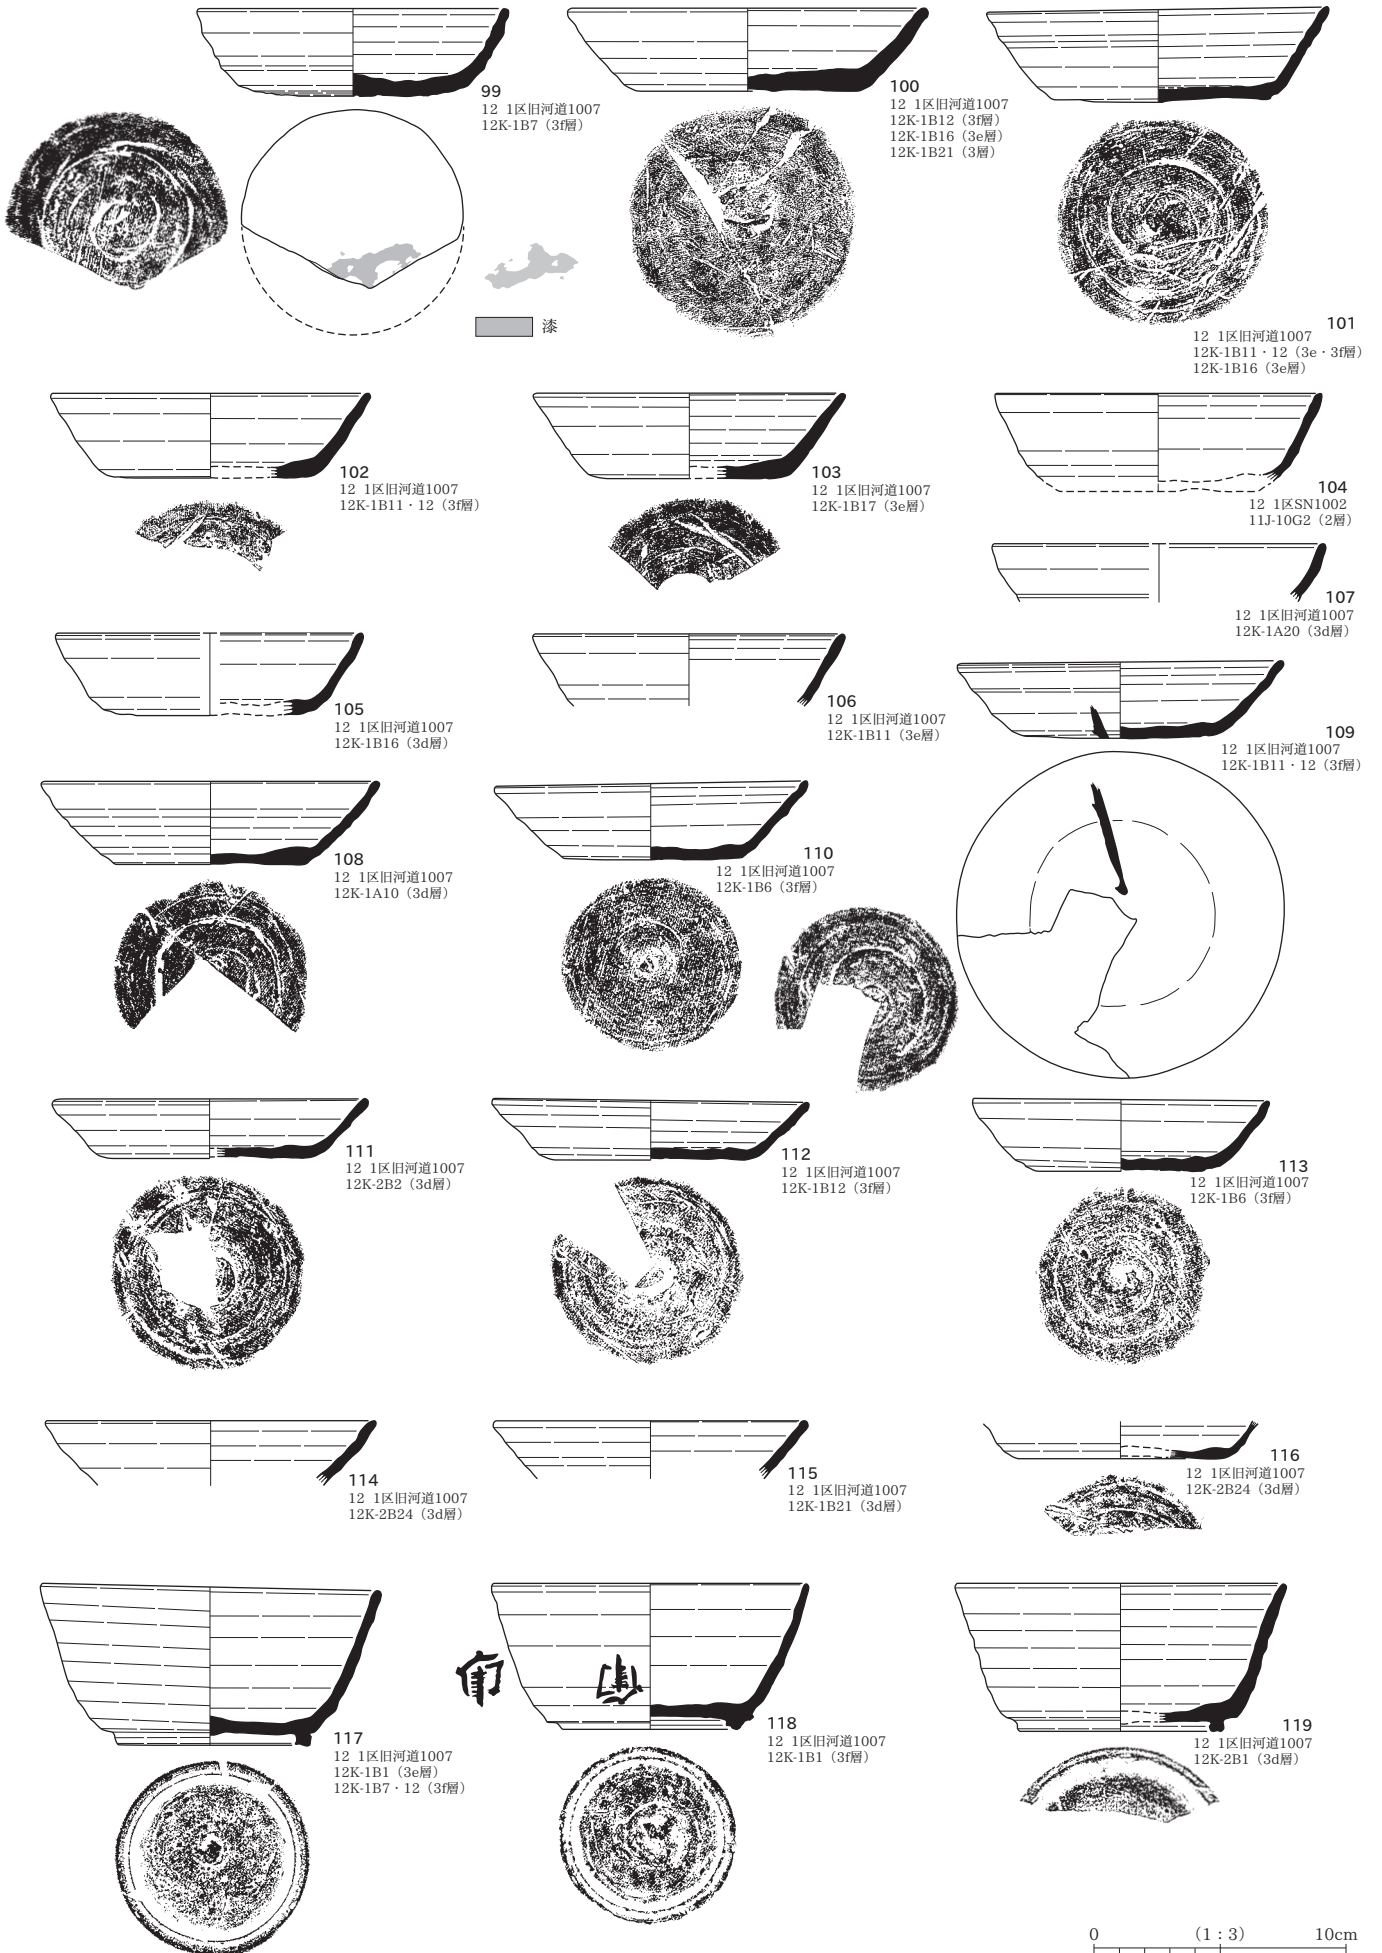 99
12 1区旧河道1007
12K-1B7（3f層）
100
12 1区旧河道1007
12K-1B12（3f層）
12K-1B16（3e層）
12K-1B21（3層）
漆
101
12 1区旧河道1007
12K-1B11・12（3e・3f層）
12K-1B16（3e層）
102
12 1区旧河道1007
12K-1B11・12（3f層）
103
12 1区旧河道1007
12K-1B17（3e層）
104
12 1区SN1002
11J-10G2（2層）
107
12 1区旧河道1007
12K-1A20（3d層）
105
12 1区旧河道1007
12K-1B16（3d層）
106
12 1区旧河道1007
12K-1B11（3e層）
109
12 1区旧河道1007
12K-1B11・12（3f層）
108
12 1区旧河道1007
12K-1A10（3d層）
110
12 1区旧河道1007
12K-1B6（3f層）
111
12 1区旧河道1007
12K-2B2（3d層）
112
12 1区旧河道1007
12K-1B12（3f層）
113
12 1区旧河道1007
12K-1B6（3f層）
114
12 1区旧河道1007
12K-2B24（3d層）
115
12 1区旧河道1007
12K-1B21（3d層）
116
12 1区旧河道1007
12K-2B24（3d層）
117
12 1区旧河道1007
12K-1B1（3e層）
12K-1B7・12（3f層）
118
12 1区旧河道1007
12K-1B1（3f層）
119
12 1区旧河道1007
12K-2B1（3d層）
0 （1：3） 10cm